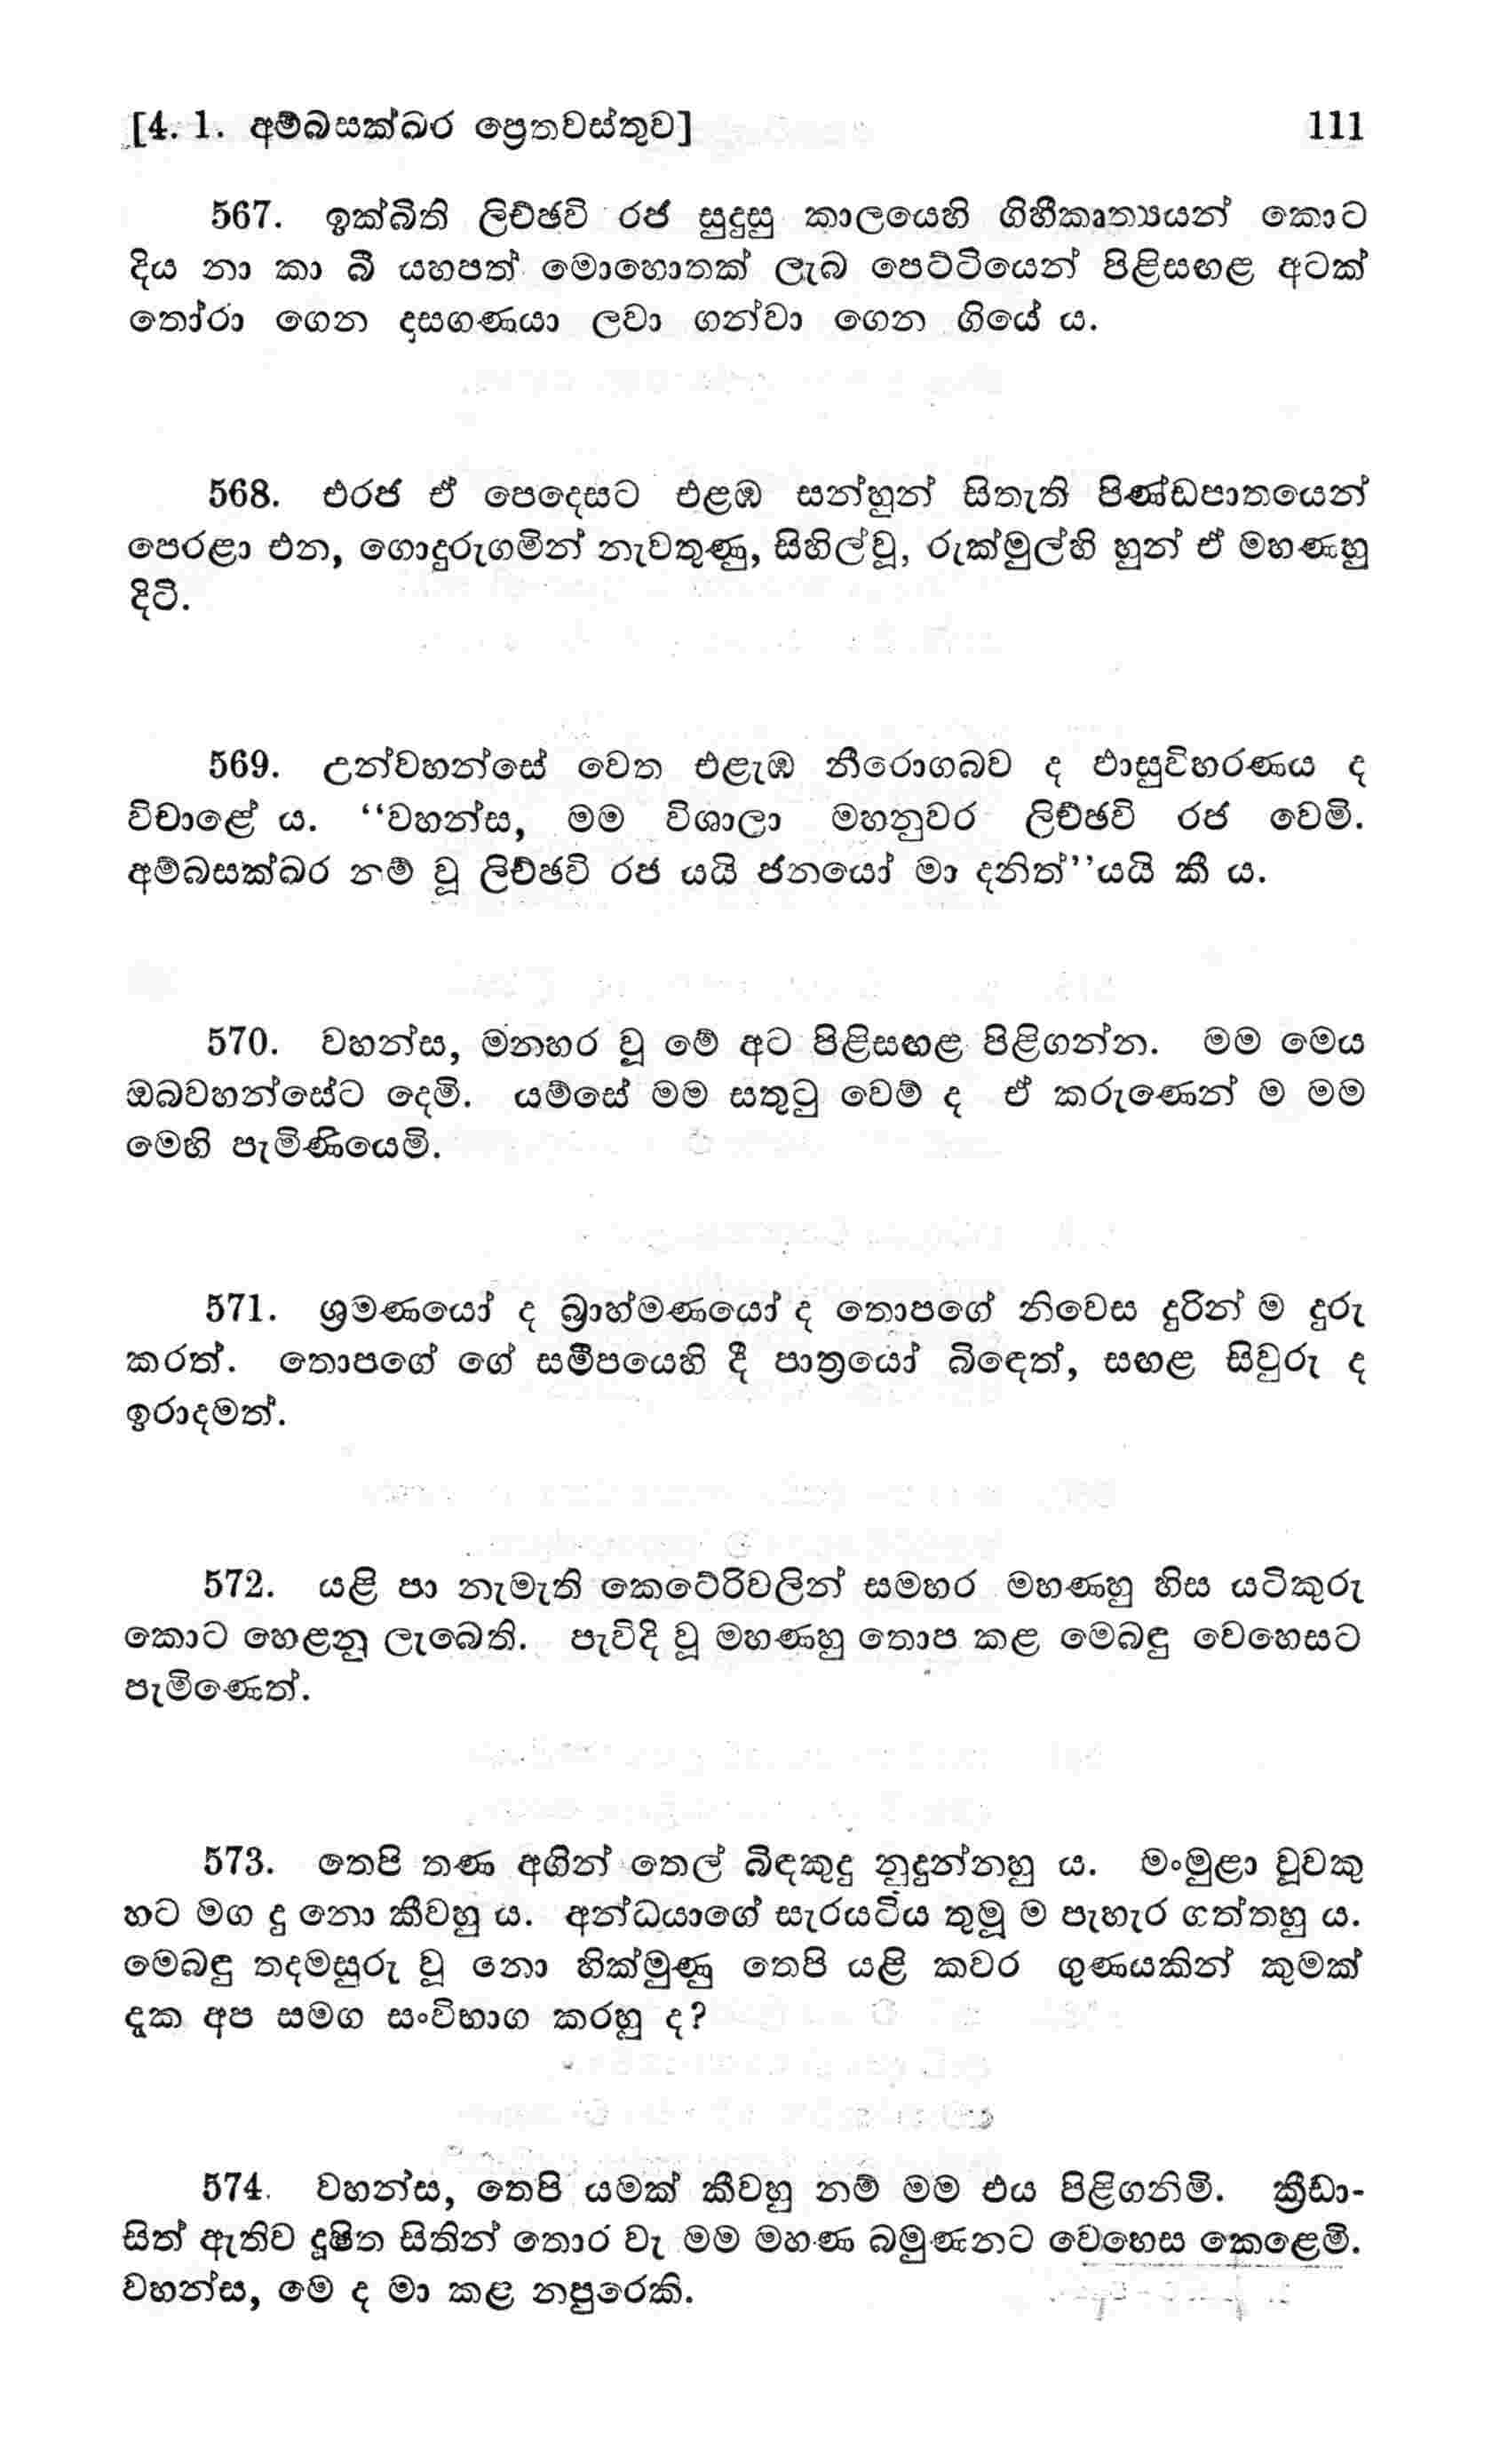 [4. 1. අම්බසක්ඛර ප්‍රෙතවස්තුව] 111
567. ඉක්බිති ලිච්ඡවි රජ සුදුසු කාලයෙහි ගිහීකෘත්‍යයන් කොට
දිය නා කා බී යහපත් මොහොතක් ලැබ පෙට්ටියෙන් පිළිසඟළ අටක්
තෝරා ගෙන දාසගණයා ලවා ගන්වා ගෙන ගියේ ය.
568. එරජ ඒ පෙදෙසට එළඹ සන්හුන් සිතැති පිණ්ඩපාතයෙන්
පෙරළා එන, ගොදුරුගමින් නැවතුණු, සිහිල්වූ, රුක්මුල්හි හුන් ඒ මහණහු
දිටී.
569. උන්වහන්සේ වෙත එළැඹ නීරොගබව ද ඵාසුවිහරණය ද
විචාළේ ය. “වහන්ස, මම විශාලා මහනුවර ලිච්ඡවි රජ වෙමි.
අම්බසක්ඛර නම් වූ ලිච්ඡවි රජ යයි ජනයෝ මා දනිත්”යයි කී ය.
570. වහන්ස, මනහර වූ මේ අට පිළිසඟළ පිළිගන්න. මම මෙය
ඔබවහන්සේට දෙමි. යම්සේ මම සතුටු වෙම් ද ඒ කරුණෙන් ම මම
මෙහි පැමිණියෙමි.
571. ශ්‍රමණයෝ ද බ්‍රාහ්මණයෝ ද තොපගේ නිවෙස දුරින් ම දුරු
කරත්. තොපගේ ගේ සමීපයෙහි දී පාත්‍රයෝ බිඳෙත්, සඟළ සිවුරු ද
ඉරාදමත්.
572. යළි පා නැමැති කෙටේරිවලින් සමහර මහණහු හිස යටිකුරු
කොට හෙළනු ලැබෙති. පැවිදි වූ මහණහු තොප කළ මෙබඳු වෙහෙසට
පැමිණෙත්.
573. තෙපි තණ අගින් තෙල් බිඳකුදු නුදුන්නහු ය. මංමුළා වූවකු
හට මග දු නො කීවහු ය. අන්ධයාගේ සැරයටිය තුමූ ම පැහැර ගත්තහු ය.
මෙබඳු තදමසුරු වූ නො හික්මුණු තෙපි යළි කවර ගුණයකින් කුමක්
දැක අප සමග සංවිභාග කරහු ද?
574. වහන්ස, තෙපි යමක් කීවහු නම් මම එය පිළිගනිමි. ක්‍රීඩා-
සිත් ඇතිව දූෂිත සිතින් තොර වැ මම මහණ බමුණනට වෙහෙස කෙළෙමි.
වහන්ස, මෙ ද මා කළ නපුරෙකි.